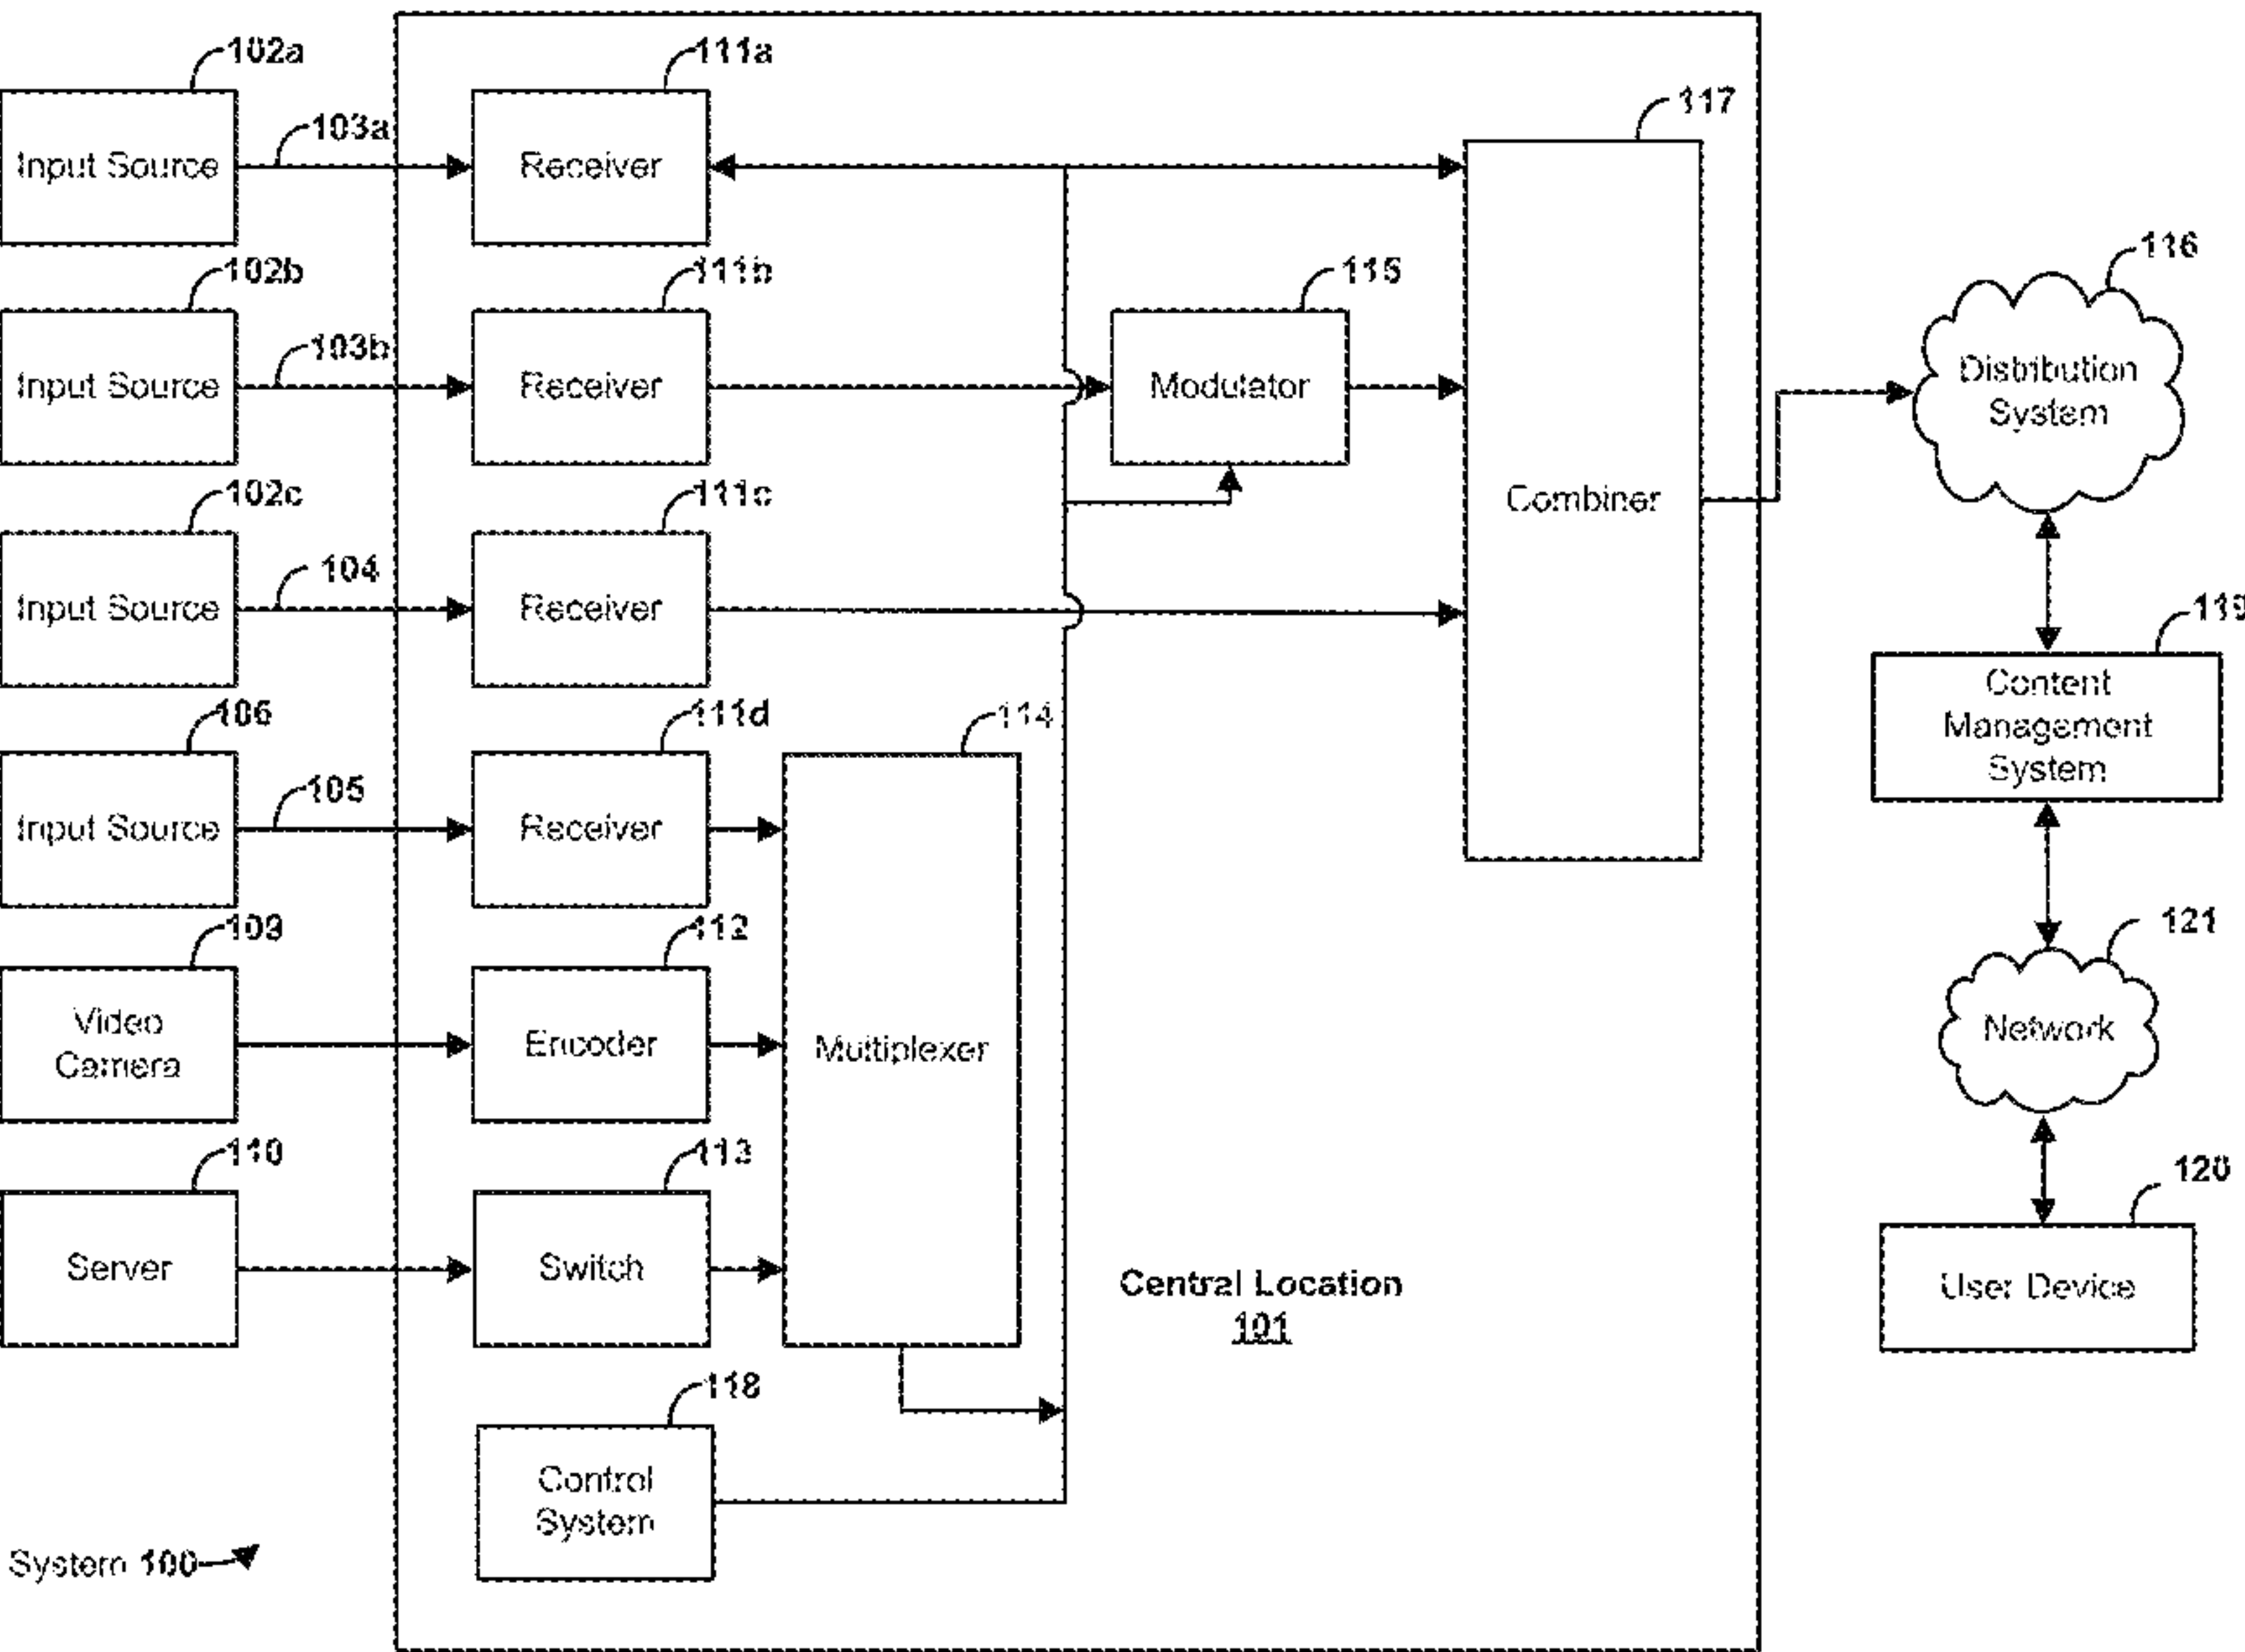 102a
Input Source
103a
111a
Receiver
117
Combiner
102b
Input Source
103b
111b
Receiver
115
Modulator
116
Distribution
System
102c
Input Source
104
111c
Receiver
119
Content
Management
System
106
Input Source
105
111d
Receiver
114
Multiplexer
109
Video
Camera
112
Encoder
121
Network
110
Server
113
Switch
120
User Device
Central Location
101
118
Control
System
System 100